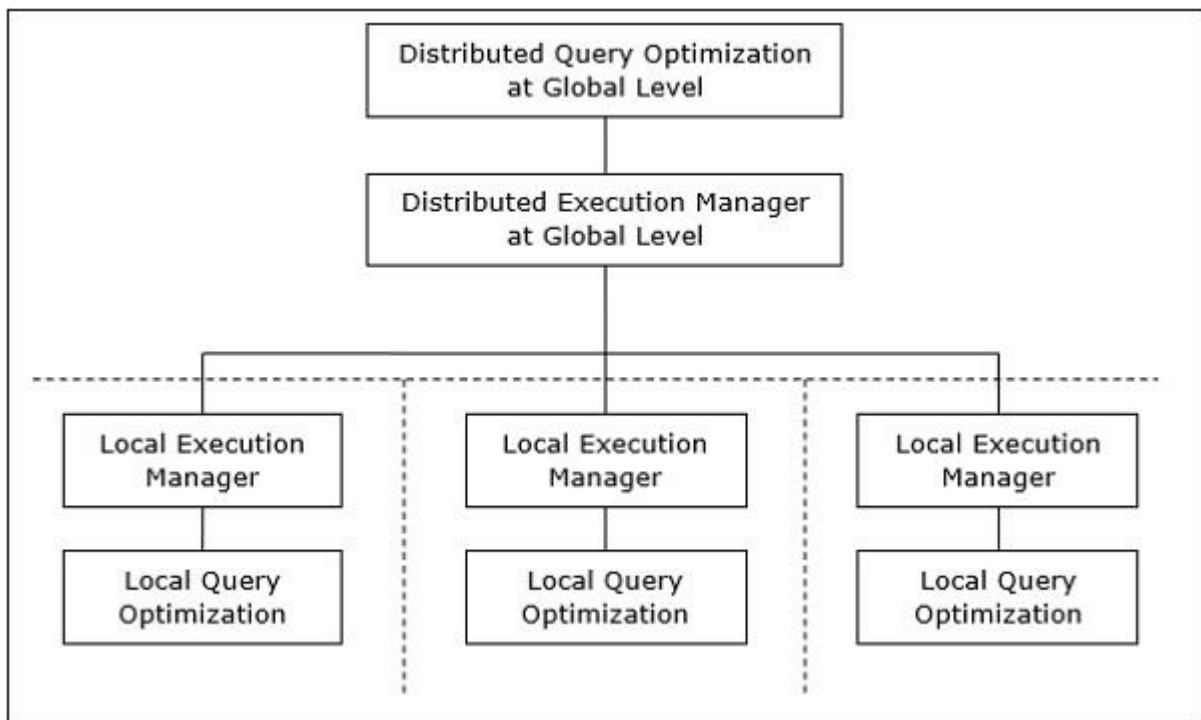 Distributed Query Optimization
at Global Level
Distributed Execution Manager
at Global Level
Local Execution
Manager
Local Execution
Manager
Local Execution
Manager
Local Query
Optimization
Local Query
Optimization
Local Query
Optimization